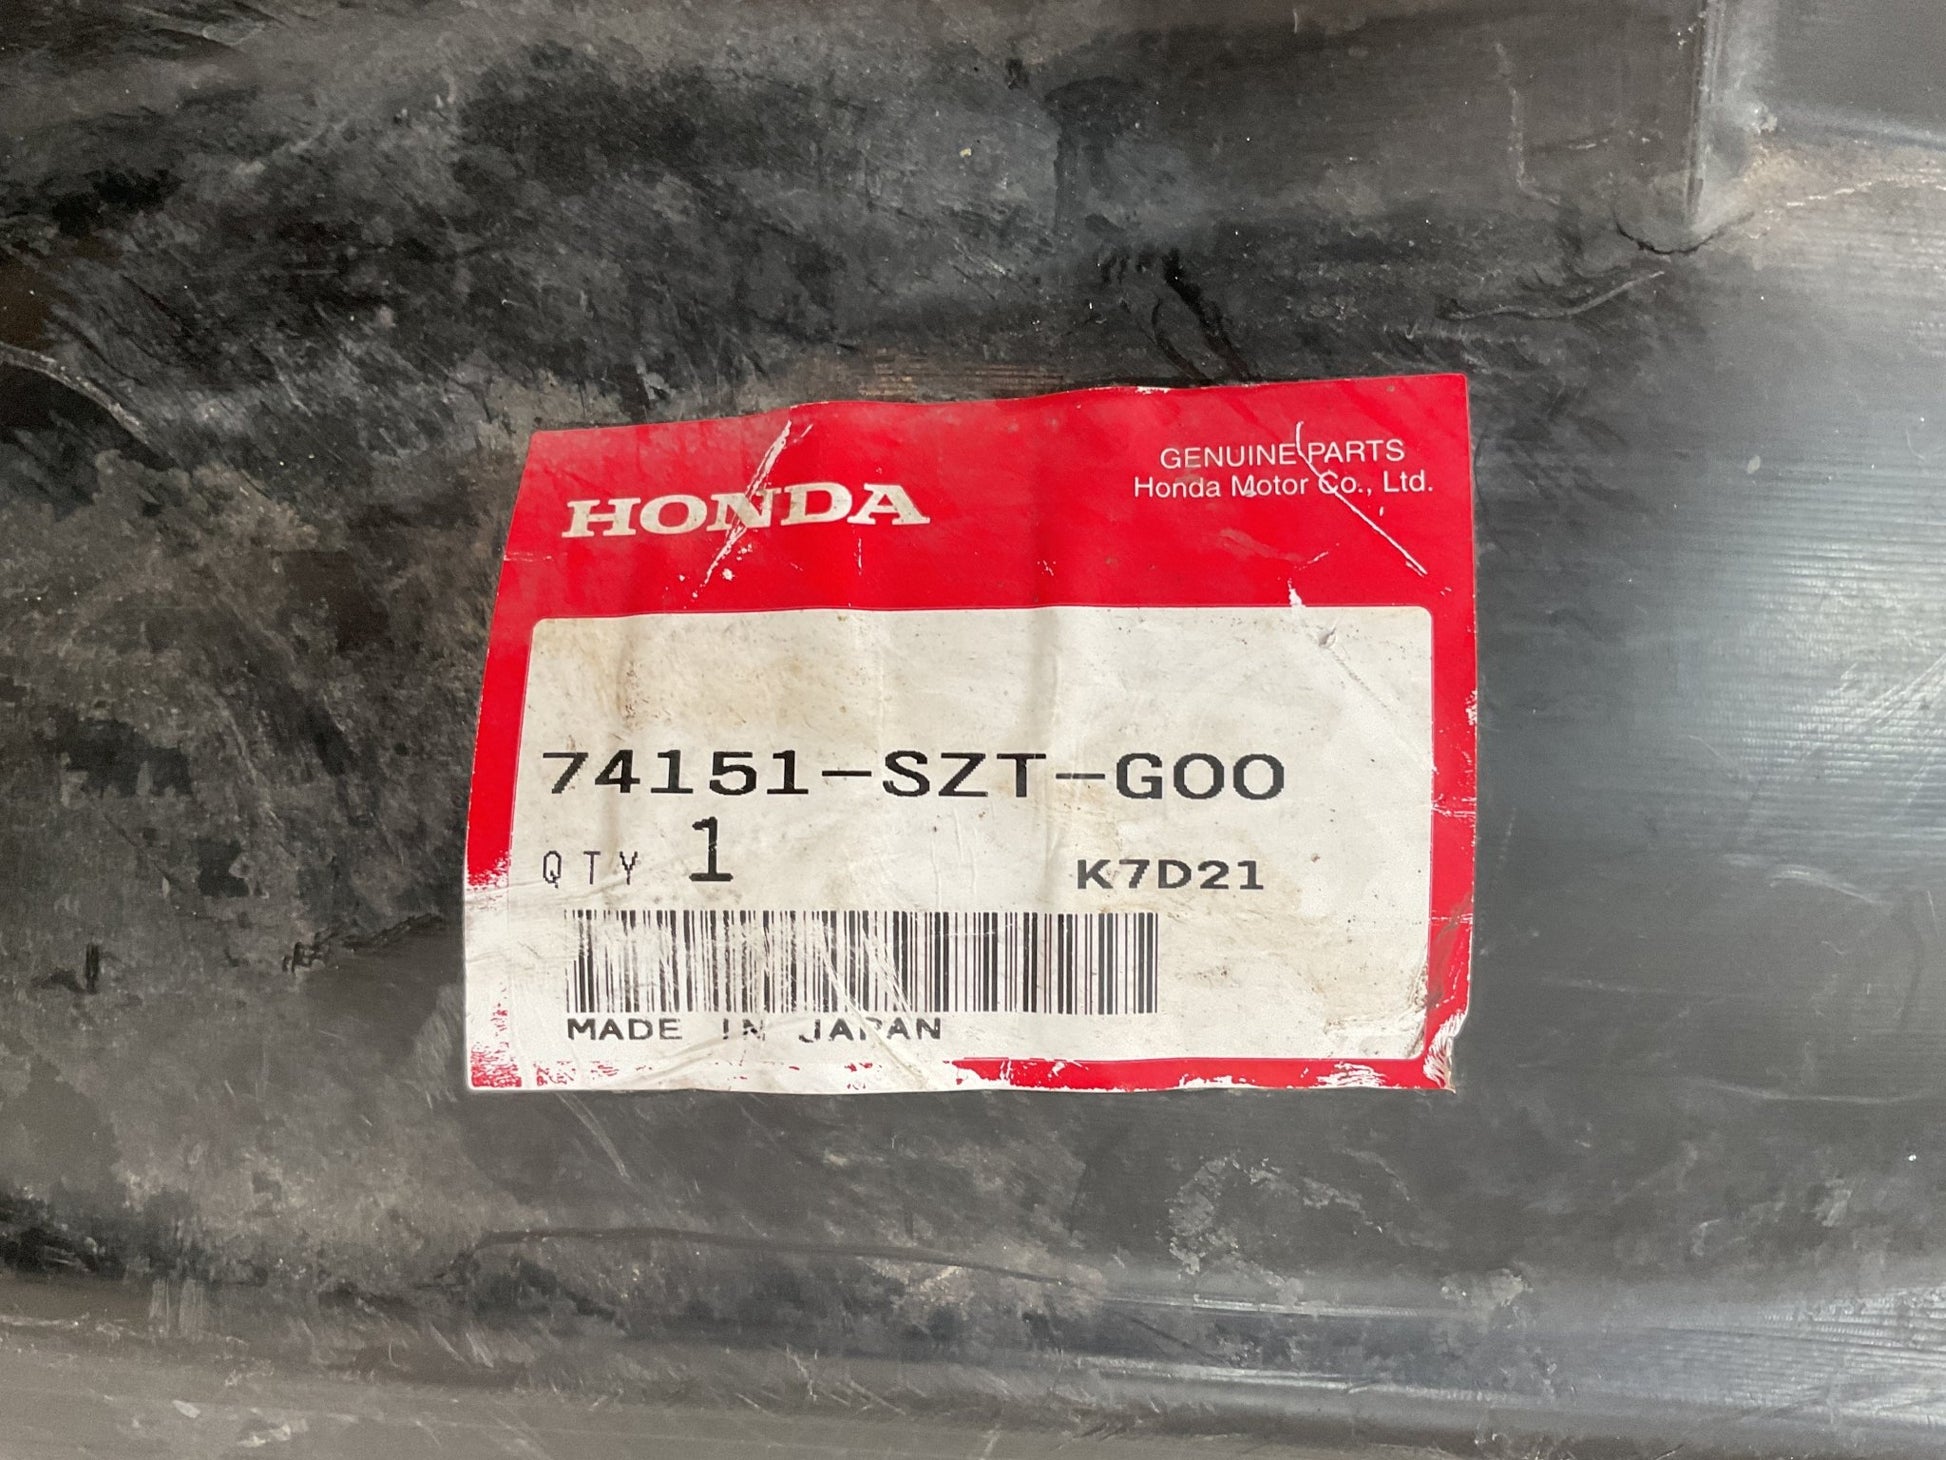 HONDA
GENUINE PARTS
Honda Motor Co., Ltd.
74151-SZT-G00
QTY 1
K7D21
MADE IN JAPAN